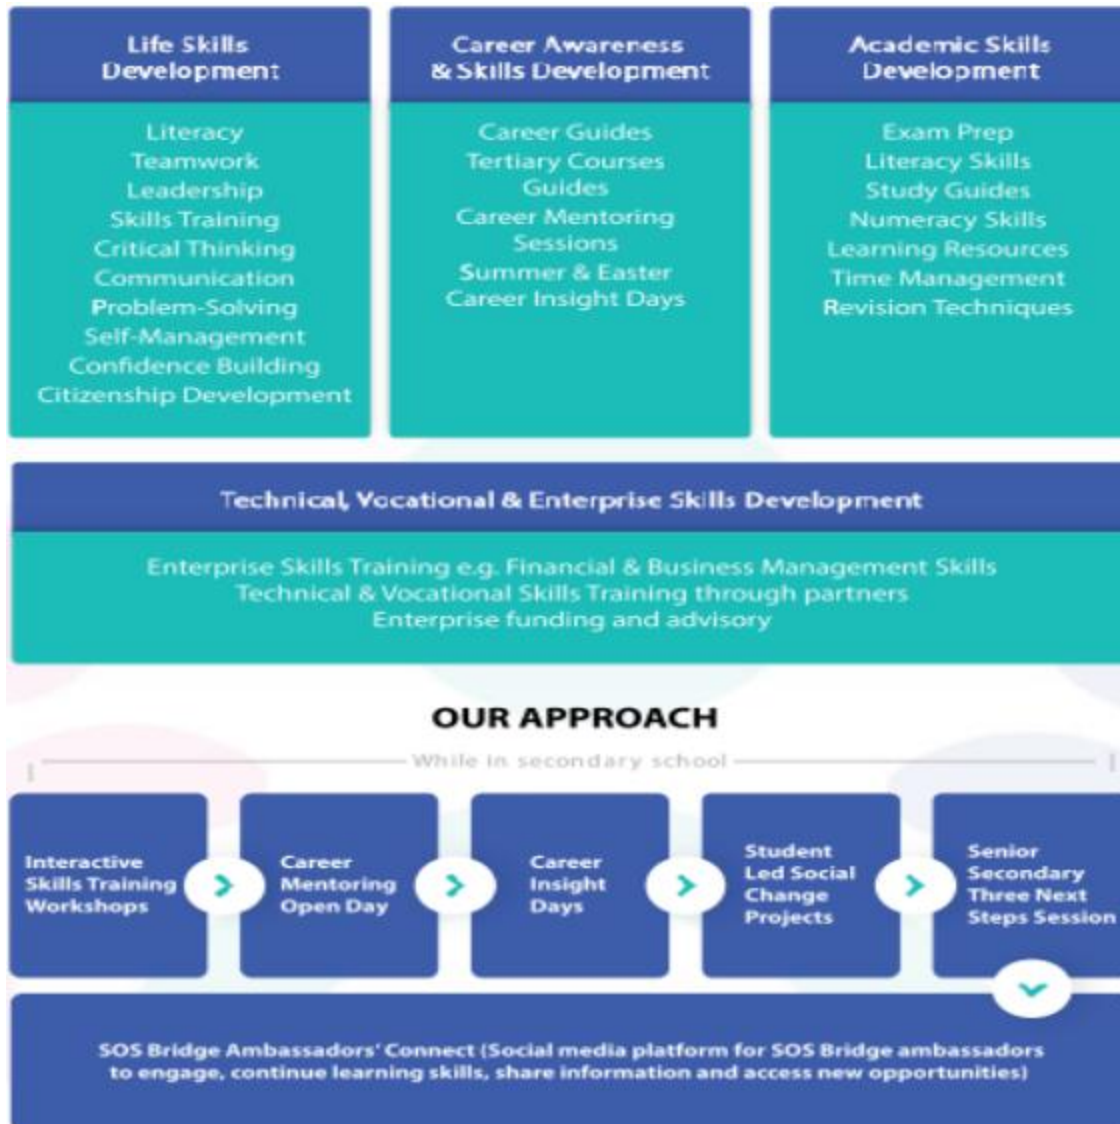 Life Skills
Development
Literacy
Teamwork
Leadership
Skills Training
Critical Thinking
Communication
Problem-Solving
Self-Management
Confidence Building
Citizenship Development
Career Awareness
& Skills Development
Career Guides
Tertiary Courses
Guides
Career Mentoring
Sessions
Summer & Easter
Career Insight Days
Academic Skills
Development
Exam Prep
Literacy Skills
Study Guides
Numeracy Skills
Learning Resources
Time Management
Revision Techniques
Technical, Vocational & Enterprise Skills Development
Enterprise Skills Training e.g. Financial & Business Management Skills
Technical & Vocational Skills Training through partners
Enterprise funding and advisory
OUR APPROACH
While in secondary school
Interactive
Skills Training
Workshops
Career
Mentoring
Open Day
Career
Insight
Days
Student
Led Social
Change
Projects
Senior
Secondary
Three Next
Steps Session
SOS Bridge Ambassadors' Connect (Social media platform for SOS Bridge ambassadors
to engage, continue learning skills, share information and access new opportunities)